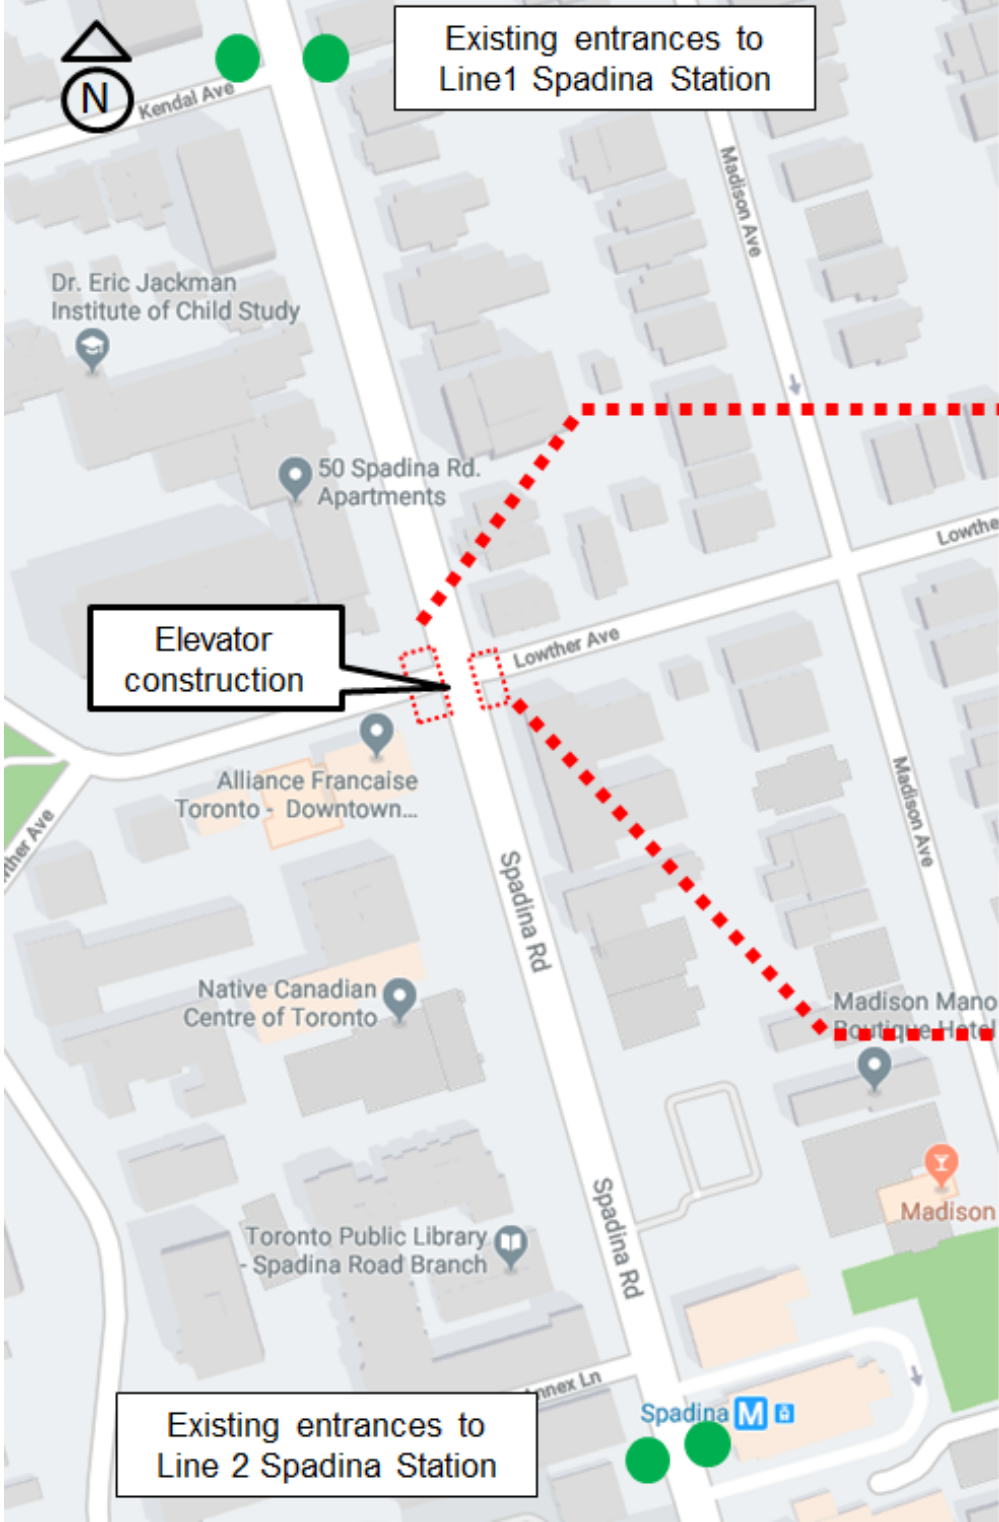 Existing entrances to
Line1 Spadina Station
N
Kendal Ave
Madison Ave
Dr. Eric Jackman
Institute of Child Study
50 Spadina Rd.
Apartments
Lowthe
Elevator
construction
Lowther Ave
Alliance Francaise
Toronto - Downtown...
Madison Ave
ther Ave
Spadina Rd
Native Canadian
Centre of Toronto
Madison Mano
Boutique Hotel
Spadina Rd
Madison
Toronto Public Library
- Spadina Road Branch
Annex Ln
Existing entrances to
Line 2 Spadina Station
Spadina M